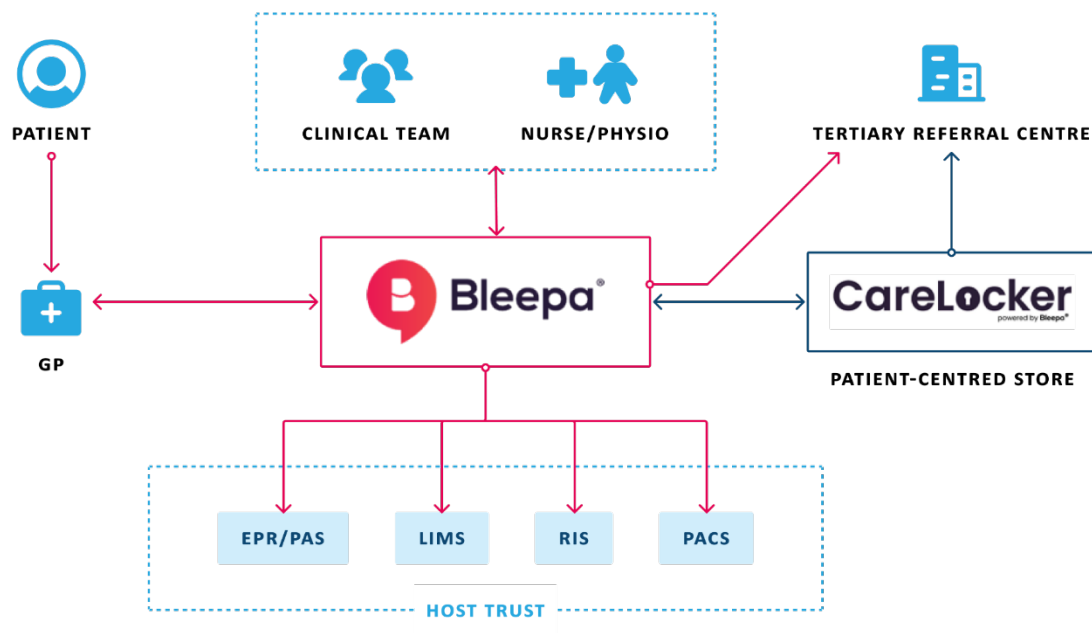 PATIENT
CLINICAL TEAM
NURSE/PHYSIO
TERTIARY REFERRAL CENTRE
GP
Bleepa®
CareLocker
powered by Bleepa®
PATIENT-CENTRED STORE
EPR/PAS
LIMS
RIS
PACS
HOST TRUST